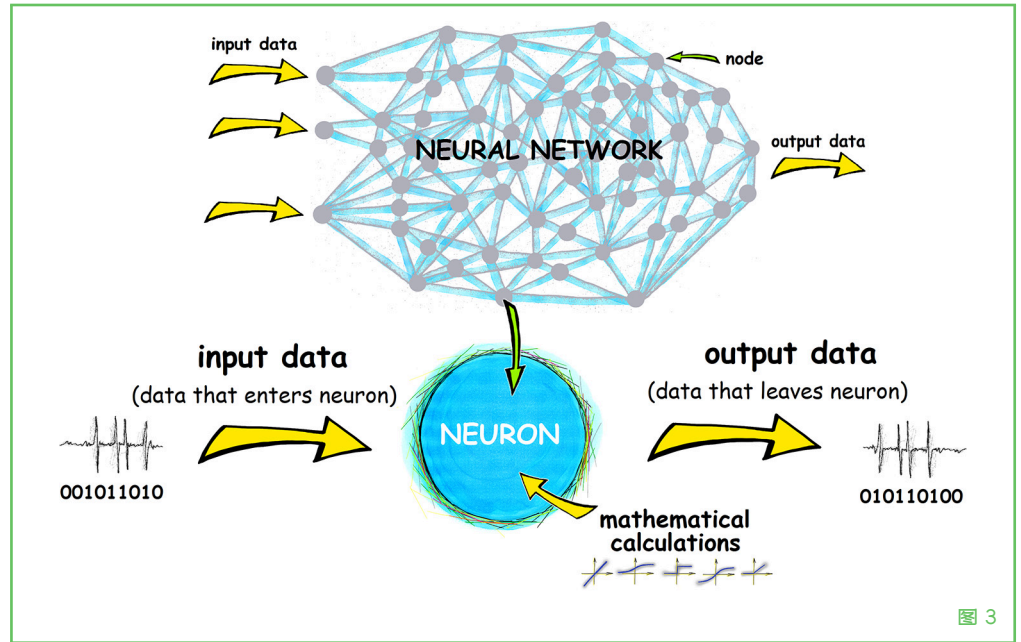 input data
node
NEURAL NETWORK
output data
input data
(data that enters neuron)
output data
(data that leaves neuron)
NEURON
001011010
010110100
mathematical
calculations
图 3